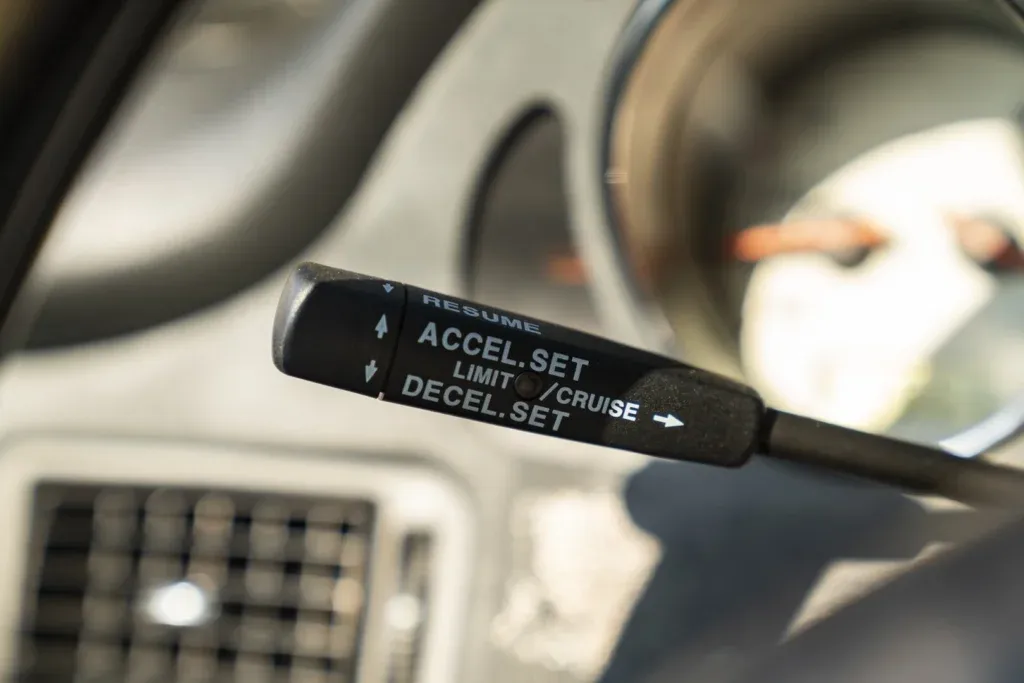 RESUME
ACCEL.SET
LIMIT/CRUISE →
DECEL.SET